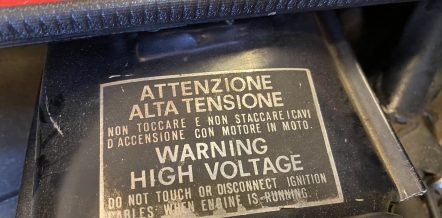 ATTENZIONE
ALTA TENSIONE
NON TOCCARE E NON STACCARE I CAVI
D'ACCENSIONE CON MOTORE IN MOTO.
WARNING
HIGH VOLTAGE
DO NOT TOUCH OR DISCONNECT IGNITION
CABLES WHEN ENGINE IS RUNNING